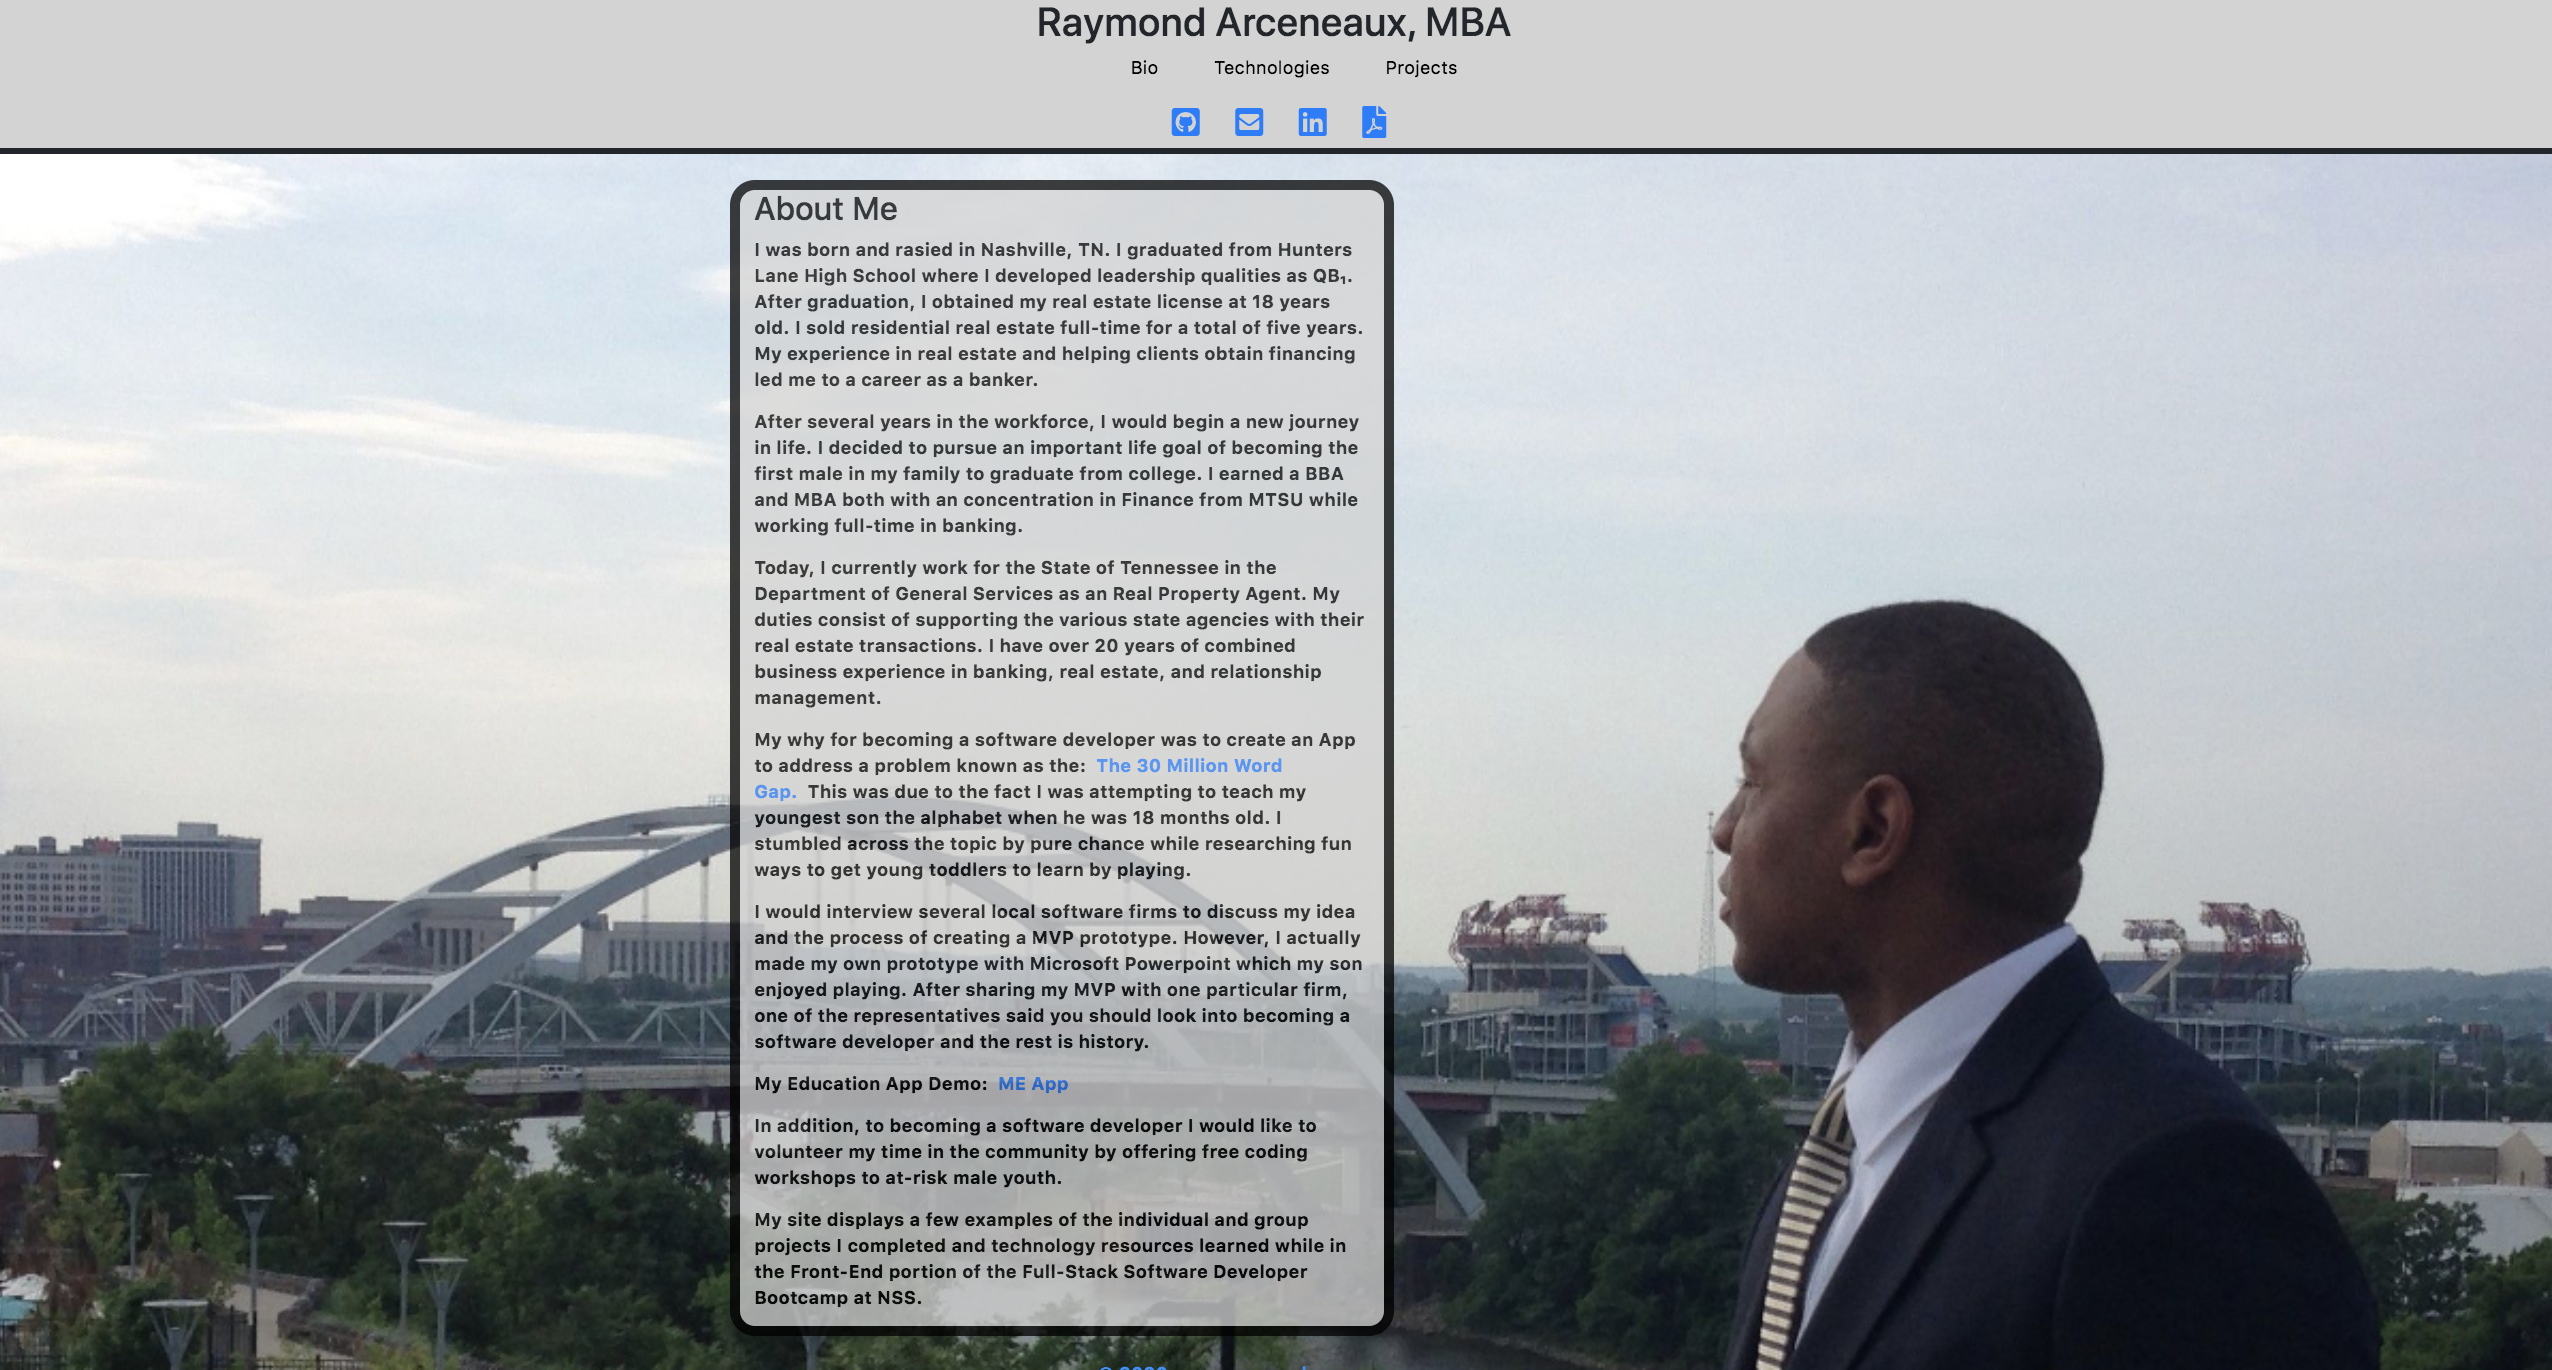 Raymond Arceneaux, MBA
Bio Technologies Projects
About Me
I was born and rasied in Nashville, TN. I graduated from Hunters
Lane High School where I developed leadership qualities as QB₁.
After graduation, I obtained my real estate license at 18 years
old. I sold residential real estate full-time for a total of five years.
My experience in real estate and helping clients obtain financing
led me to a career as a banker.
After several years in the workforce, I would begin a new journey
in life. I decided to pursue an important life goal of becoming the
first male in my family to graduate from college. I earned a BBA
and MBA both with an concentration in Finance from MTSU while
working full-time in banking.
Today, I currently work for the State of Tennessee in the
Department of General Services as an Real Property Agent. My
duties consist of supporting the various state agencies with their
real estate transactions. I have over 20 years of combined
business experience in banking, real estate, and relationship
management.
My why for becoming a software developer was to create an App
to address a problem known as the: The 30 Million Word
Gap. This was due to the fact I was attempting to teach my
youngest son the alphabet when he was 18 months old. I
stumbled across the topic by pure chance while researching fun
ways to get young toddlers to learn by playing.
I would interview several local software firms to discuss my idea
and the process of creating a MVP prototype. However, I actually
made my own prototype with Microsoft Powerpoint which my son
enjoyed playing. After sharing my MVP with one particular firm,
one of the representatives said you should look into becoming a
software developer and the rest is history.
My Education App Demo: ME App
In addition, to becoming a software developer I would like to
volunteer my time in the community by offering free coding
workshops to at-risk male youth.
My site displays a few examples of the individual and group
projects I completed and technology resources learned while in
the Front-End portion of the Full-Stack Software Developer
Bootcamp at NSS.